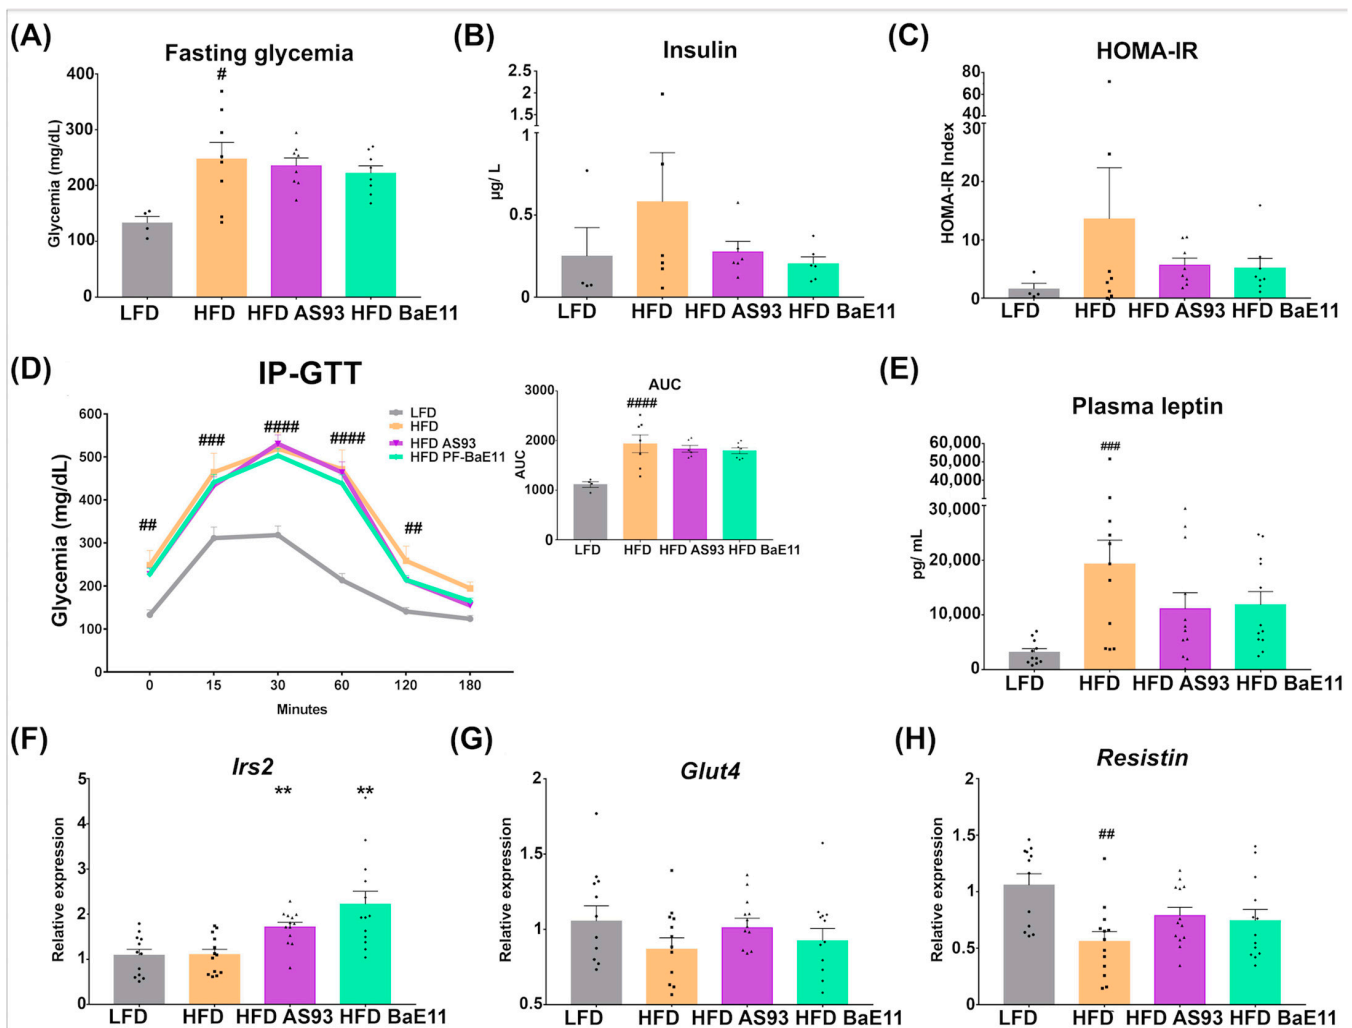 (A)
Fasting glycemia
#
Glycemia (mg/dL)
400
300
200
100
0
LFD HFD HFD AS93 HFD BaE11
(B)
Insulin
µg/ L
2.5
2
1.5
1
0.5
0
LFD HFD HFD AS93 HFD BaE11
(C)
HOMA-IR
HOMA-IR Index
80
60
40
30
20
10
0
LFD HFD HFD AS93 HFD BaE11
(D)
IP-GTT
LFD
HFD
HFD AS93
HFD PF-BaE11
Glycemia (mg/dL)
600
500
400
300
200
100
0
##
###
####
####
##
0 15 30 60 120 180
Minutes
AUC
####
AUC
3000
2000
1000
0
LFD HFD HFD AS93 HFD BaE11
(E)
Plasma leptin
###
pg/ mL
60,000
50,000
40,000
30,000
20,000
10,000
0
LFD HFD HFD AS93 HFD BaE11
(F)
Irs2
** **
Relative expression
5
4
3
2
1
0
LFD HFD HFD AS93 HFD BaE11
(G)
Glut4
Relative expression
2
1.5
1
0.5
LFD HFD HFD AS93 HFD BaE11
(H)
Resistin
##
Relative expression
2
1.5
1
0.5
0
LFD HFD HFD AS93 HFD BaE11